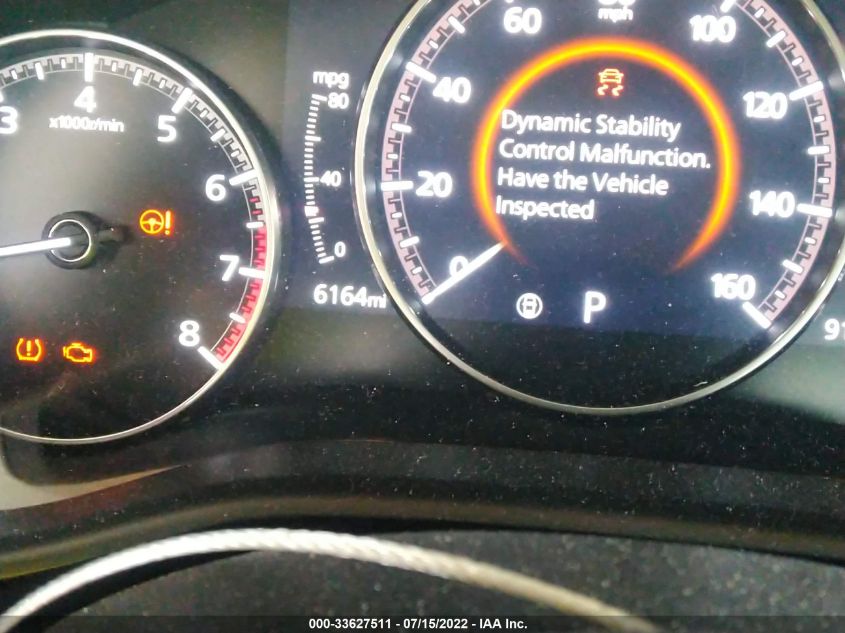 3
4
5
6
7
8
x1000r/min
mpg
80
40
0
6164mi
mph
0
20
40
60
100
120
140
160
Dynamic Stability
Control Malfunction.
Have the Vehicle
Inspected
P
000-33627511 - 07/15/2022 - IAA Inc.